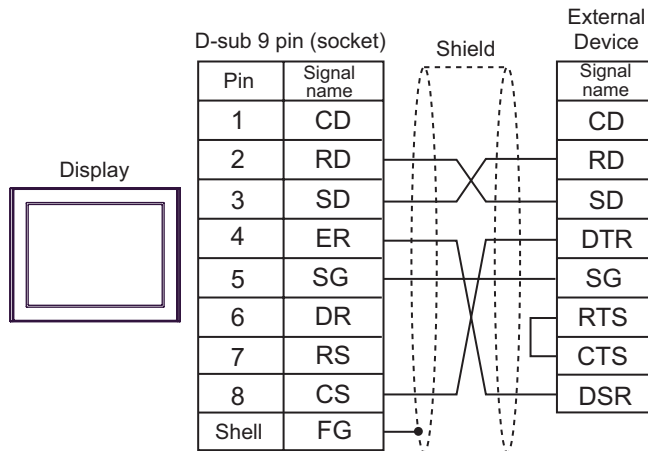 External
Device
D-sub 9 pin (socket)
Shield
Pin Signal name
Signal name
1 CD CD
2 RD RD
Display
3 SD SD
4 ER DTR
5 SG SG
6 DR RTS
7 RS CTS
8 CS DSR
Shell FG